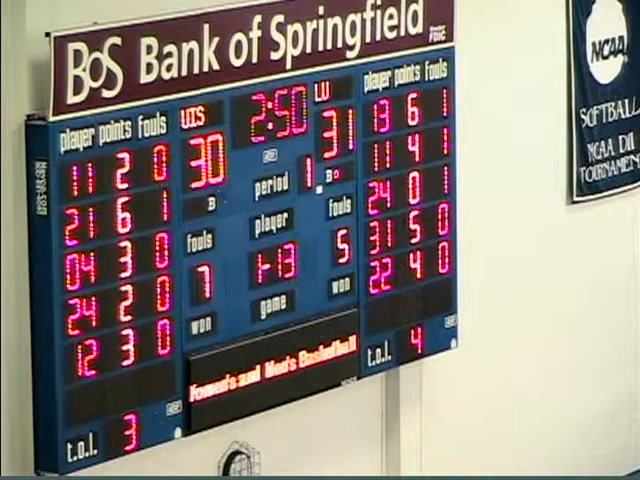 BOS Bank of Springfield
Member FDIC
player points fouls
UIS
2:50
LU
player points fouls
11 2 0
30
31
13 6 1
21 6 1
B
period 1
B
11 4 1
04 3 0
fouls
player
fouls
24 0 1
24 2 0
7
1-13
5
31 5 0
12 3 0
won
game
won
22 4 0
Women's and Men's Basketball
t.o.l. 3
t.o.l. 4
NCAA
SOFTBALL
NCAA DII
TOURNAMENT